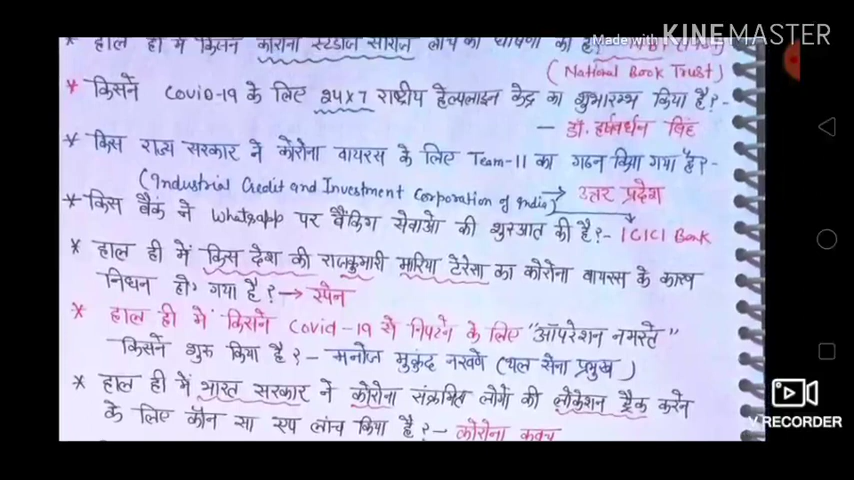 Made with KINEMASTER
* हाल ही में किसने कोरोना स्टडीज सीरीज लांच की घोषणा की है?
(National Book Trust)
* किसने Covid-19 के लिए 24x7 राष्ट्रीय हेल्पलाइन केंद्र का शुभारम्भ किया है?-
- डॉ. हर्षवर्धन सिंह
* किस राज्य सरकार ने कोरोना वायरस के लिए Team-11 का गठन किया गया है?-
(Industrial Credit and Investment Corporation of India) → उत्तर प्रदेश
* किस बैंक ने Whatsapp पर बैंकिंग सेवाओ की शुरुआत की है?- ICICI Bank
* हाल ही में किस देश की राजकुमारी मारिया टेरेसा का कोरोना वायरस के कारण
निधन हो गया है? → स्पेन
* हाल ही में किसने Covid-19 से निपटने के लिए "ऑपरेशन नमस्ते"
किसने शुरू किया है? - मनोज मुकुंद नरवणे (थल सेना प्रमुख)
* हाल ही में भारत सरकार ने कोरोना संक्रमित लोगो की लोकेशन ट्रैक करने
के लिए कौन सा एप लांच किया है? - कोरोना कवच
RECORDER